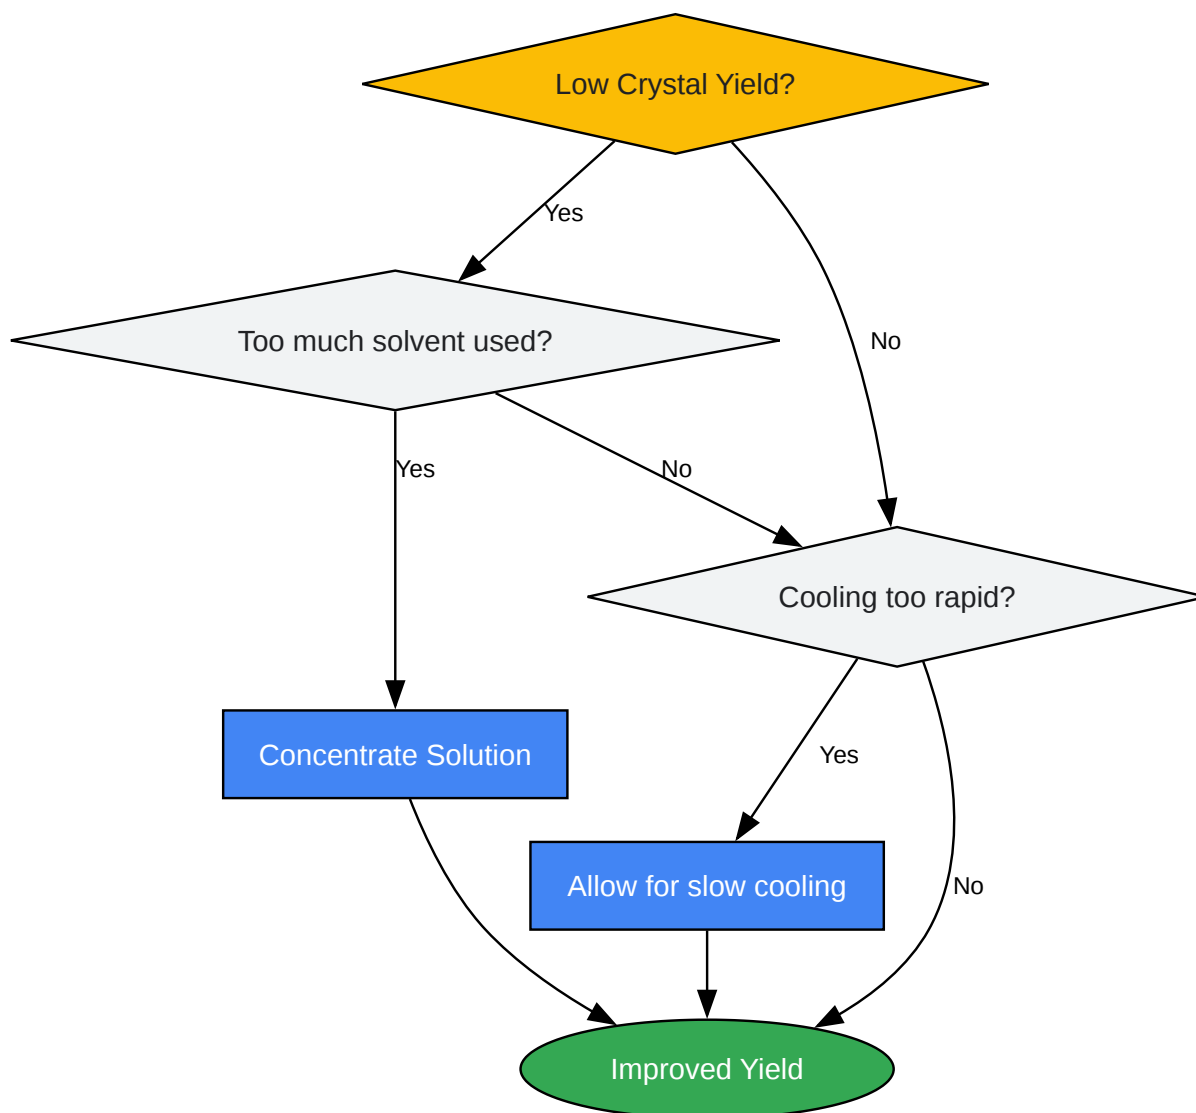 Low Crystal Yield?
Yes
No
Too much solvent used?
Yes
No
Cooling too rapid?
Concentrate Solution
Yes
Allow for slow cooling
No
Improved Yield